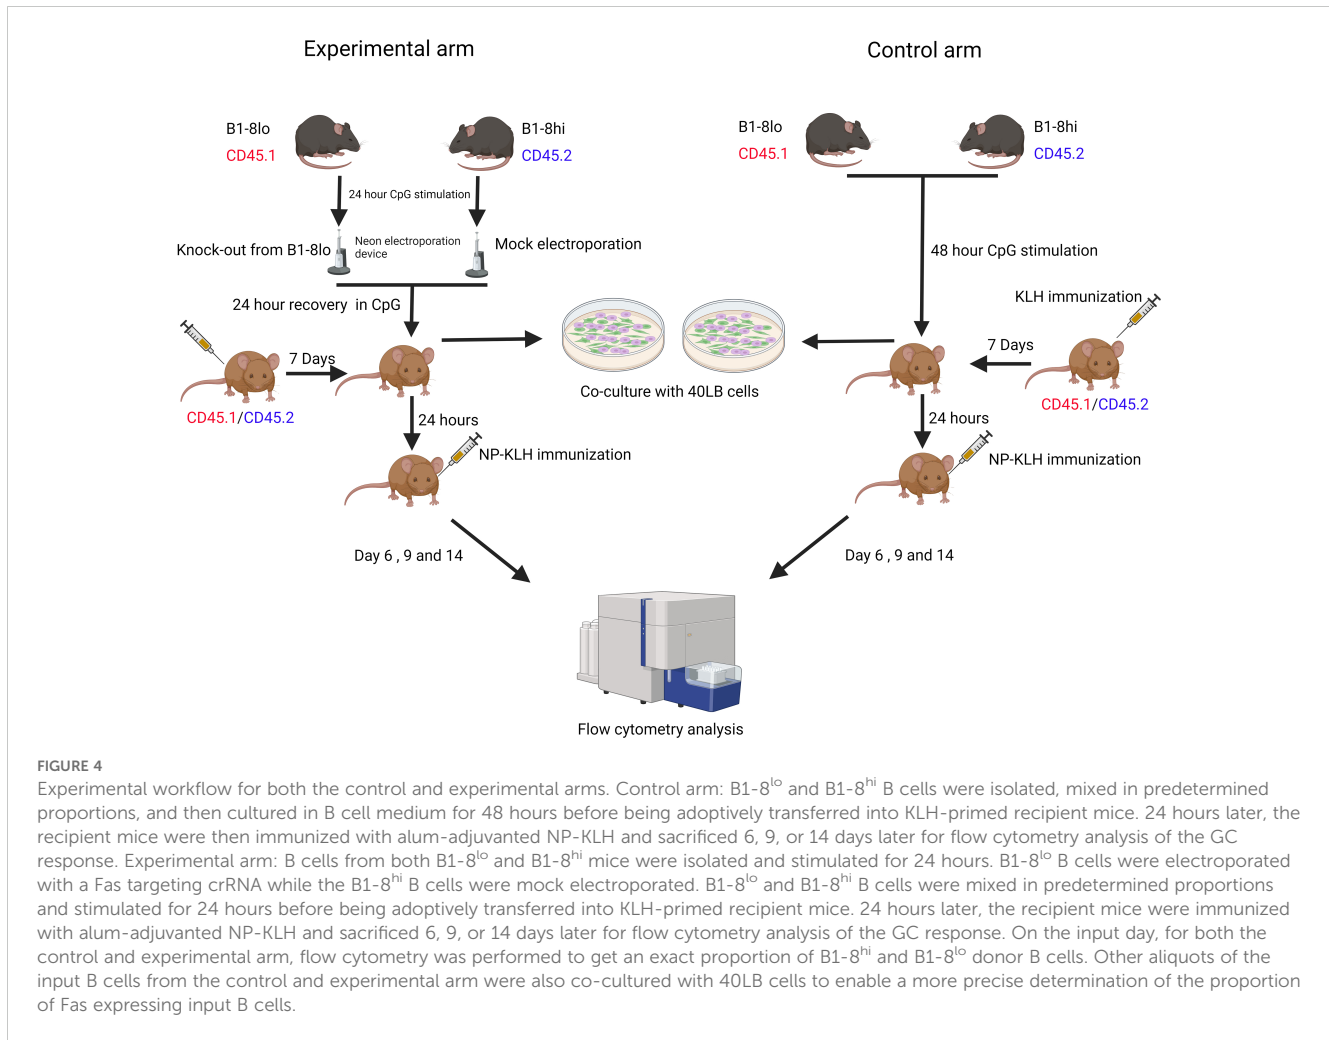 Experimental arm
Control arm
B1-8lo
CD45.1
B1-8hi
CD45.2
B1-8lo
CD45.1
B1-8hi
CD45.2
24 hour CpG stimulation
Knock-out from B1-8lo
Neon electroporation
device
Mock electroporation
48 hour CpG stimulation
24 hour recovery in CpG
KLH immunization
7 Days
7 Days
Co-culture with 40LB cells
CD45.1/CD45.2
CD45.1/CD45.2
24 hours
24 hours
NP-KLH immunization
NP-KLH immunization
Day 6 , 9 and 14
Day 6 , 9 and 14
Flow cytometry analysis
FIGURE 4
Experimental workflow for both the control and experimental arms. Control arm: B1-8lo and B1-8hi B cells were isolated, mixed in predetermined
proportions, and then cultured in B cell medium for 48 hours before being adoptively transferred into KLH-primed recipient mice. 24 hours later, the
recipient mice were then immunized with alum-adjuvanted NP-KLH and sacrificed 6, 9, or 14 days later for flow cytometry analysis of the GC
response. Experimental arm: B cells from both B1-8lo and B1-8hi mice were isolated and stimulated for 24 hours. B1-8lo B cells were electroporated
with a Fas targeting crRNA while the B1-8hi B cells were mock electroporated. B1-8lo and B1-8hi B cells were mixed in predetermined proportions
and stimulated for 24 hours before being adoptively transferred into KLH-primed recipient mice. 24 hours later, the recipient mice were immunized
with alum-adjuvanted NP-KLH and sacrificed 6, 9, or 14 days later for flow cytometry analysis of the GC response. On the input day, for both the
control and experimental arm, flow cytometry was performed to get an exact proportion of B1-8hi and B1-8lo donor B cells. Other aliquots of the
input B cells from the control and experimental arm were also co-cultured with 40LB cells to enable a more precise determination of the proportion
of Fas expressing input B cells.